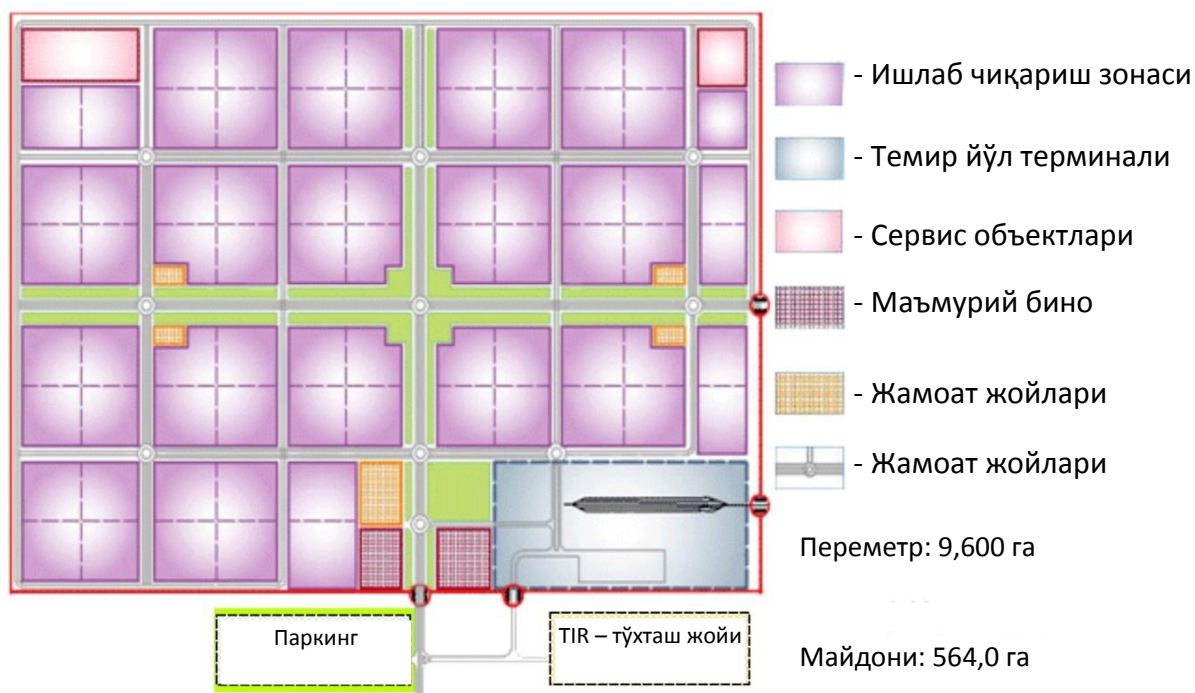 - Ишлаб чиқариш зонаси
- Темир йўл терминали
- Сервис объектлари
- Маъмурий бино
- Жамоат жойлари
- Жамоат жойлари
Переметр: 9,600 га
Майдони: 564,0 га
Паркинг
TIR – тўхташ жойи